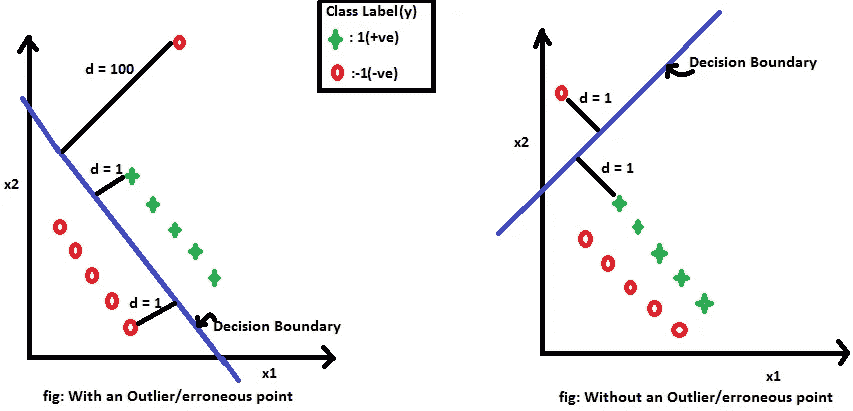 Class Label(y)
: 1(+ve)
:-1(-ve)
d = 100
d = 1
x2
d = 1
Decision Boundary
x1
fig: With an Outlier/erroneous point
Decision Boundary
d = 1
x2
d = 1
x1
fig: Without an Outlier/erroneous point